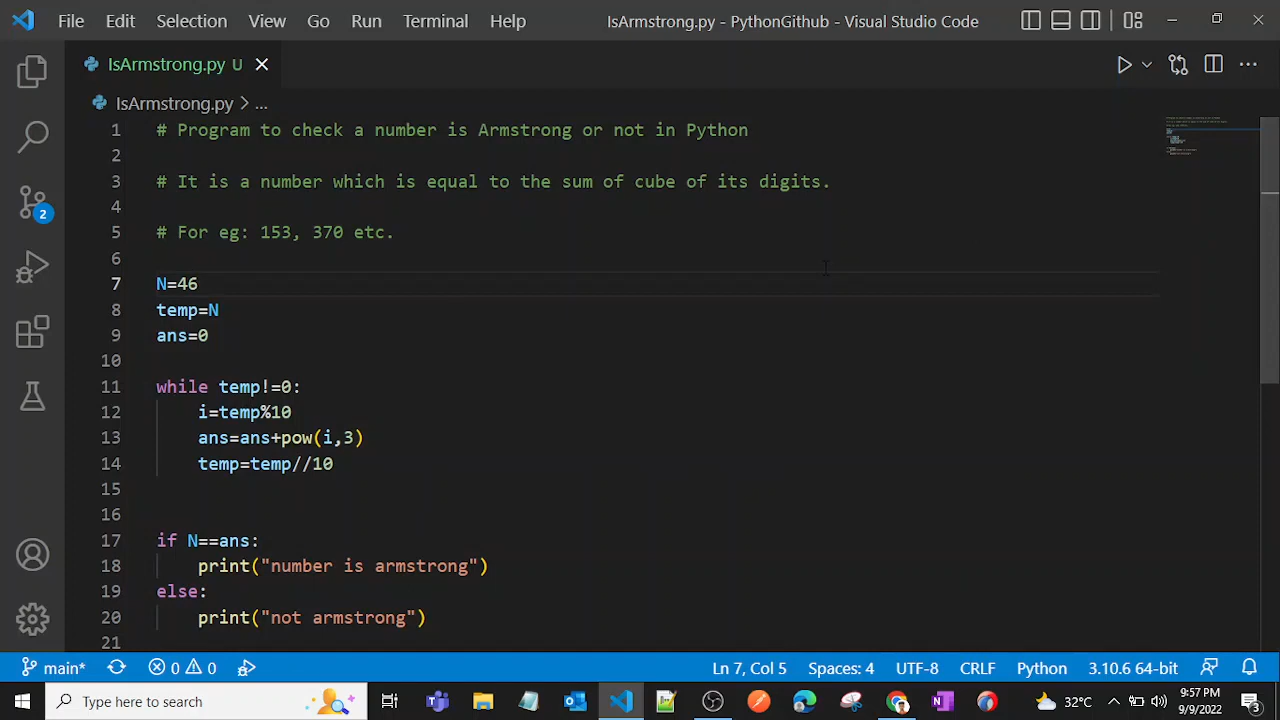 File Edit Selection View Go Run Terminal Help IsArmstrong.py - PythonGithub - Visual Studio Code
IsArmstrong.py U
IsArmstrong.py > ...
1 # Program to check a number is Armstrong or not in Python
2
3 # It is a number which is equal to the sum of cube of its digits.
4
5 # For eg: 153, 370 etc.
6
7 N=46
8 temp=N
9 ans=0
10
11 while temp!=0:
12 i=temp%10
13 ans=ans+pow(i,3)
14 temp=temp//10
15
16
17 if N==ans:
18 print("number is armstrong")
19 else:
20 print("not armstrong")
21
2
main* 0 0 Ln 7, Col 5 Spaces: 4 UTF-8 CRLF Python 3.10.6 64-bit
Type here to search 32°C 9:57 PM
9/9/2022 3